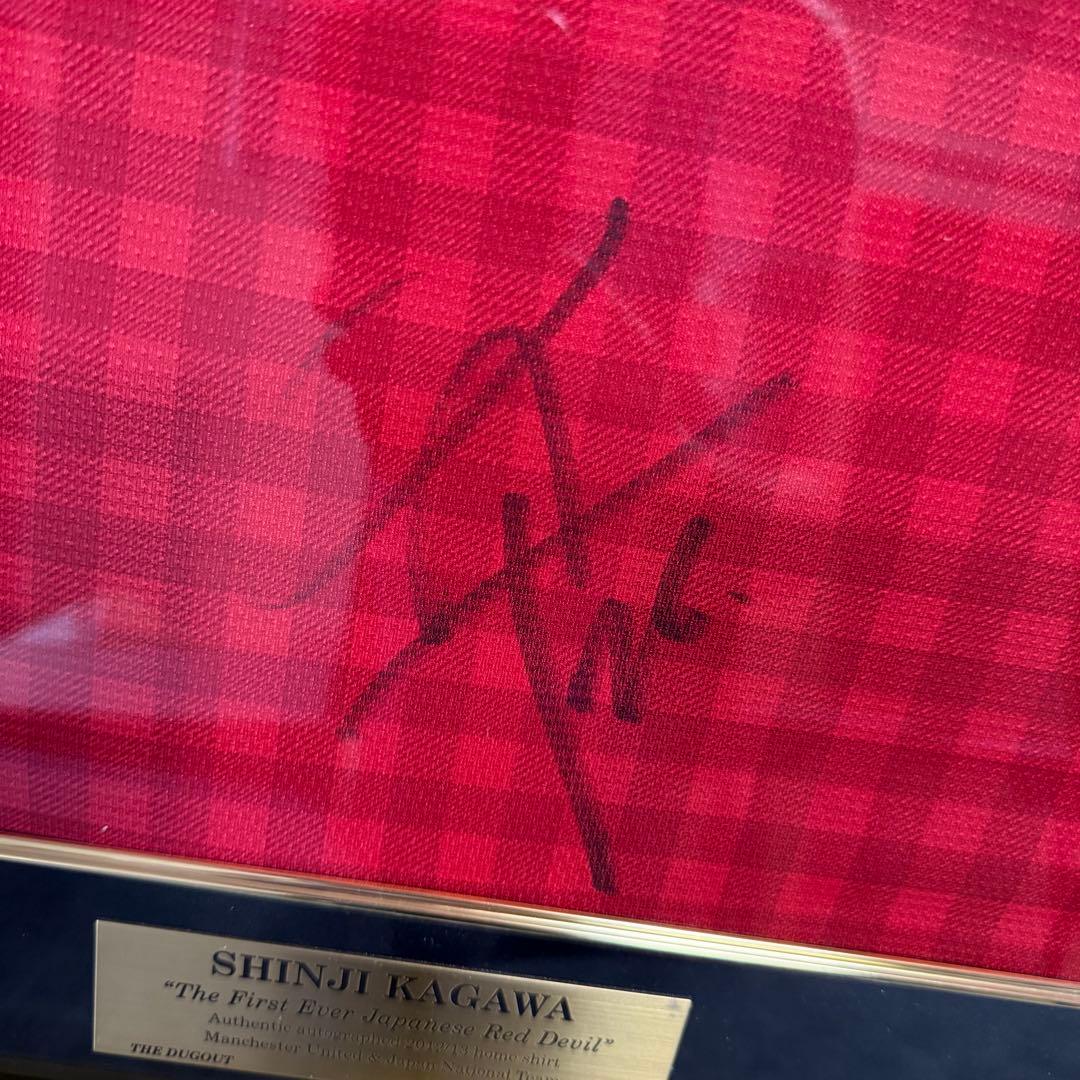 26
SHINJI KAGAWA
"The First Ever Japanese Red Devil"
Authentic autographed 2012/13 home shirt
Manchester United & Japan National Team
THE DUGOUT